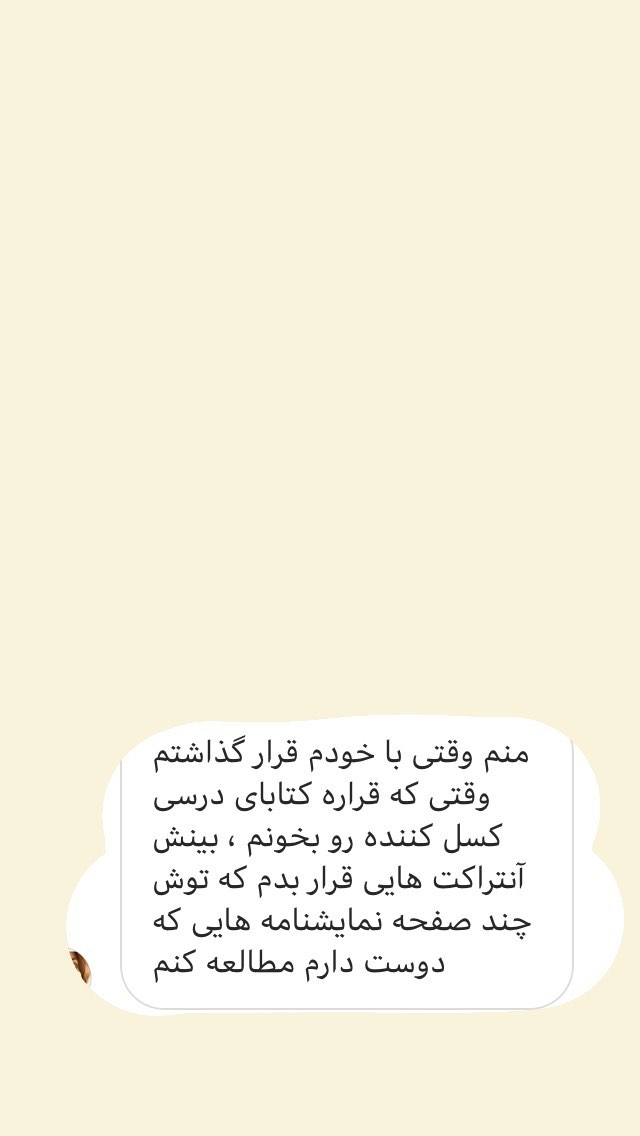 منم وقتی با خودم قرار گذاشتم
وقتی که قراره کتابای درسی
کسل کننده رو بخونم ، بینش
آنتراکت هایی قرار بدم که توش
چند صفحه نمایشنامه هایی که
دوست دارم مطالعه کنم